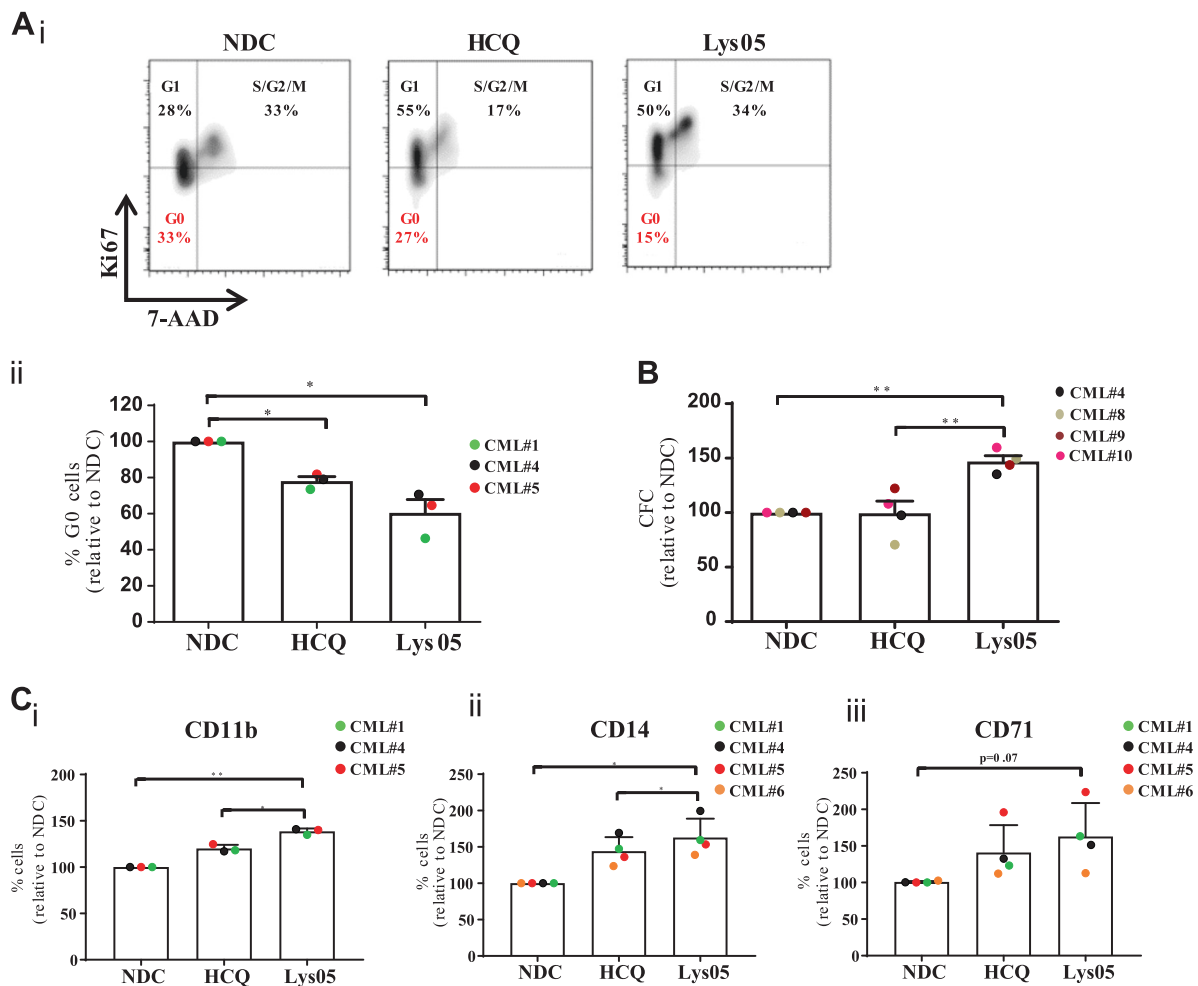 A i
NDC HCQ Lys05
G1 S/G2/M G1 S/G2/M G1 S/G2/M
28% 33% 55% 17% 50% 34%
G0 G0 G0
33% 27% 15%
Ki67
7-AAD
ii
% G0 cells
(relative to NDC)
120
100
80
60
40
20
0
*
*
NDC HCQ Lys05
CML#1
CML#4
CML#5
B
CFC
(relative to NDC)
200
150
100
50
0
**
**
NDC HCQ Lys05
CML#4
CML#8
CML#9
CML#10
C i
CD11b
% cells
(relative to NDC)
200
150
100
50
0
**
*
NDC HCQ Lys05
CML#1
CML#4
CML#5
ii
CD14
% cells
(relative to NDC)
250
200
150
100
50
0
*
*
NDC HCQ Lys05
CML#1
CML#4
CML#5
CML#6
iii
CD71
% cells
(relative to NDC)
250
200
150
100
50
0
p=0.07
NDC HCQ Lys05
CML#1
CML#4
CML#5
CML#6